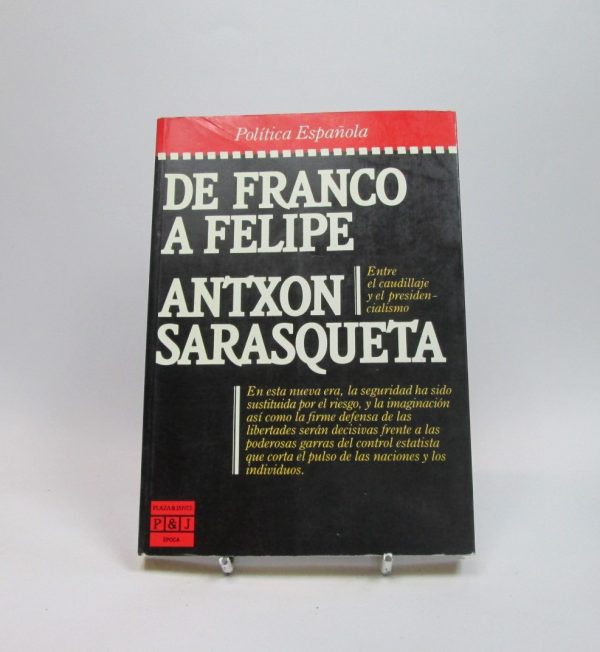 Política Española
DE FRANCO
A FELIPE
ANTXON
SARASQUETA
Entre
el caudillaje
y el presiden-
cialismo
En esta nueva era, la seguridad ha sido
sustituida por el riesgo, y la imaginación
así como la firme defensa de las
libertades serán decisivas frente a las
poderosas garras del control estatista
que corta el pulso de las naciones y los
individuos.
PLAZA & JANES
P&J
EPOCA